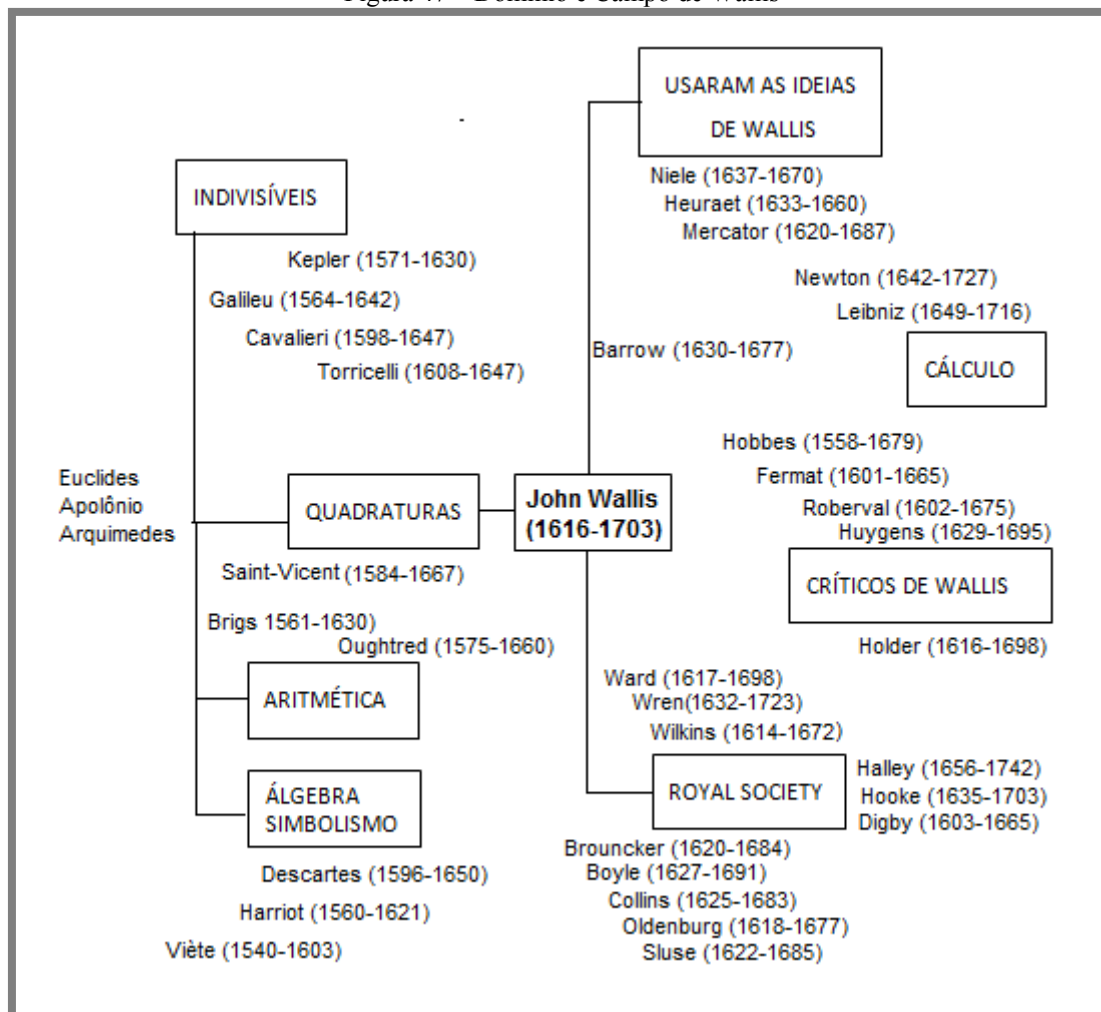 Figura 47 – Domínio e Campo de Wallis
USARAM AS IDEIAS
DE WALLIS
Niele (1637-1670)
Heuraet (1633-1660)
Mercator (1620-1687)
INDIVISÍVEIS
Kepler (1571-1630)
Galileu (1564-1642)
Cavalieri (1598-1647)
Torricelli (1608-1647)
Newton (1642-1727)
Leibniz (1649-1716)
Barrow (1630-1677)
CÁLCULO
Euclides
Apolônio
Arquimedes
QUADRATURAS
John Wallis
(1616-1703)
Hobbes (1558-1679)
Fermat (1601-1665)
Roberval (1602-1675)
Huygens (1629-1695)
CRÍTICOS DE WALLIS
Holder (1616-1698)
Saint-Vicent (1584-1667)
Brigs 1561-1630)
Oughtred (1575-1660)
ARITMÉTICA
ÁLGEBRA
SIMBOLISMO
Descartes (1596-1650)
Harriot (1560-1621)
Viète (1540-1603)
Ward (1617-1698)
Wren(1632-1723)
Wilkins (1614-1672)
ROYAL SOCIETY
Halley (1656-1742)
Hooke (1635-1703)
Digby (1603-1665)
Brouncker (1620-1684)
Boyle (1627-1691)
Collins (1625-1683)
Oldenburg (1618-1677)
Sluse (1622-1685)